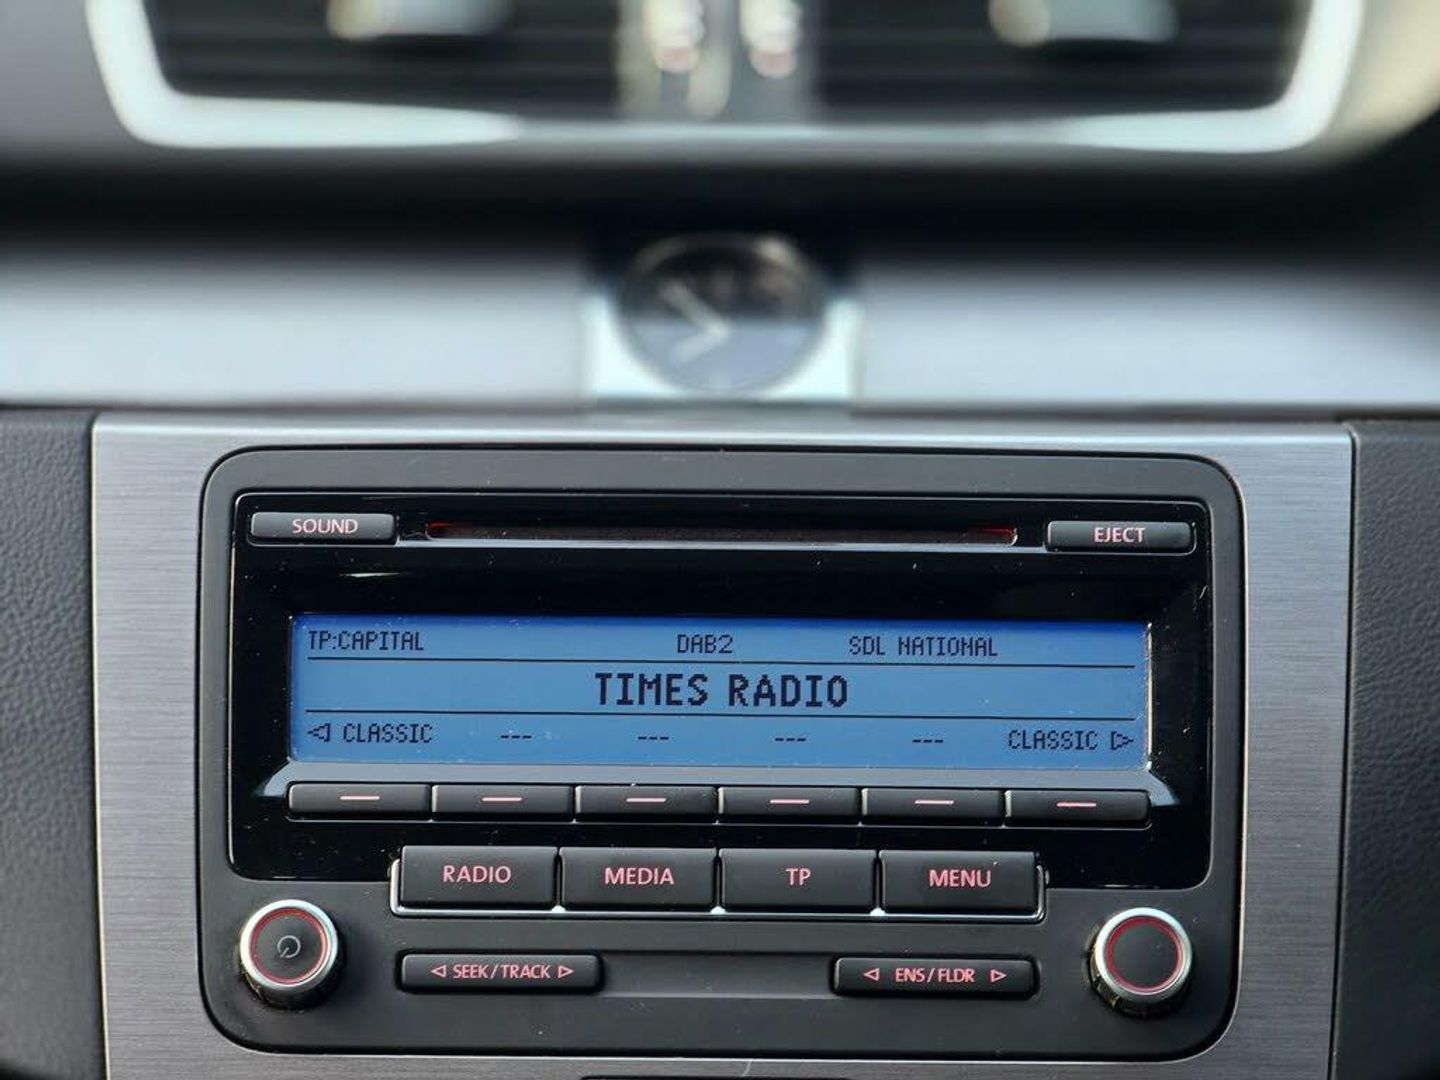 SOUND
EJECT
TP:CAPITAL DAB2 SDL NATIONAL
TIMES RADIO
◁ CLASSIC --- --- --- --- CLASSIC ▷
RADIO MEDIA TP MENU
◁ SEEK/TRACK ▷
◁ ENS/FLDR ▷